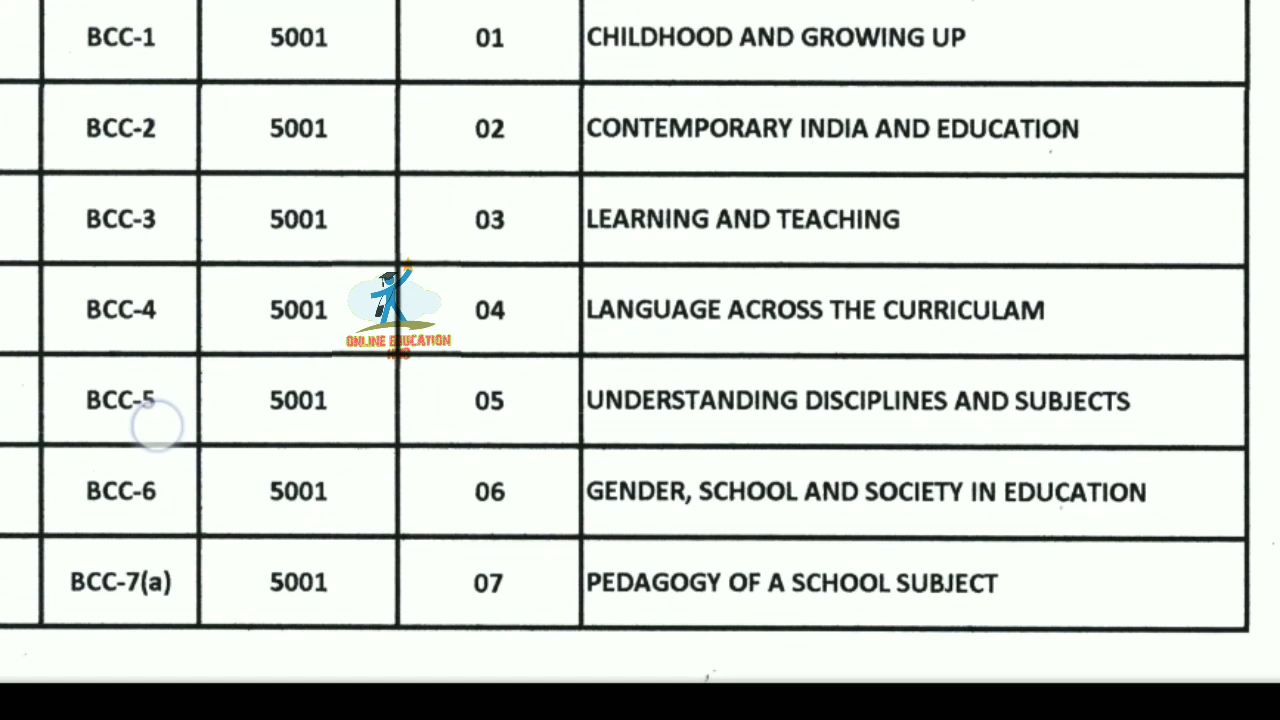 BCC-1 5001 01 CHILDHOOD AND GROWING UP
BCC-2 5001 02 CONTEMPORARY INDIA AND EDUCATION
BCC-3 5001 03 LEARNING AND TEACHING
BCC-4 5001 04 LANGUAGE ACROSS THE CURRICULAM
ONLINE EDUCATION
HUB
BCC-5 5001 05 UNDERSTANDING DISCIPLINES AND SUBJECTS
BCC-6 5001 06 GENDER, SCHOOL AND SOCIETY IN EDUCATION
BCC-7(a) 5001 07 PEDAGOGY OF A SCHOOL SUBJECT